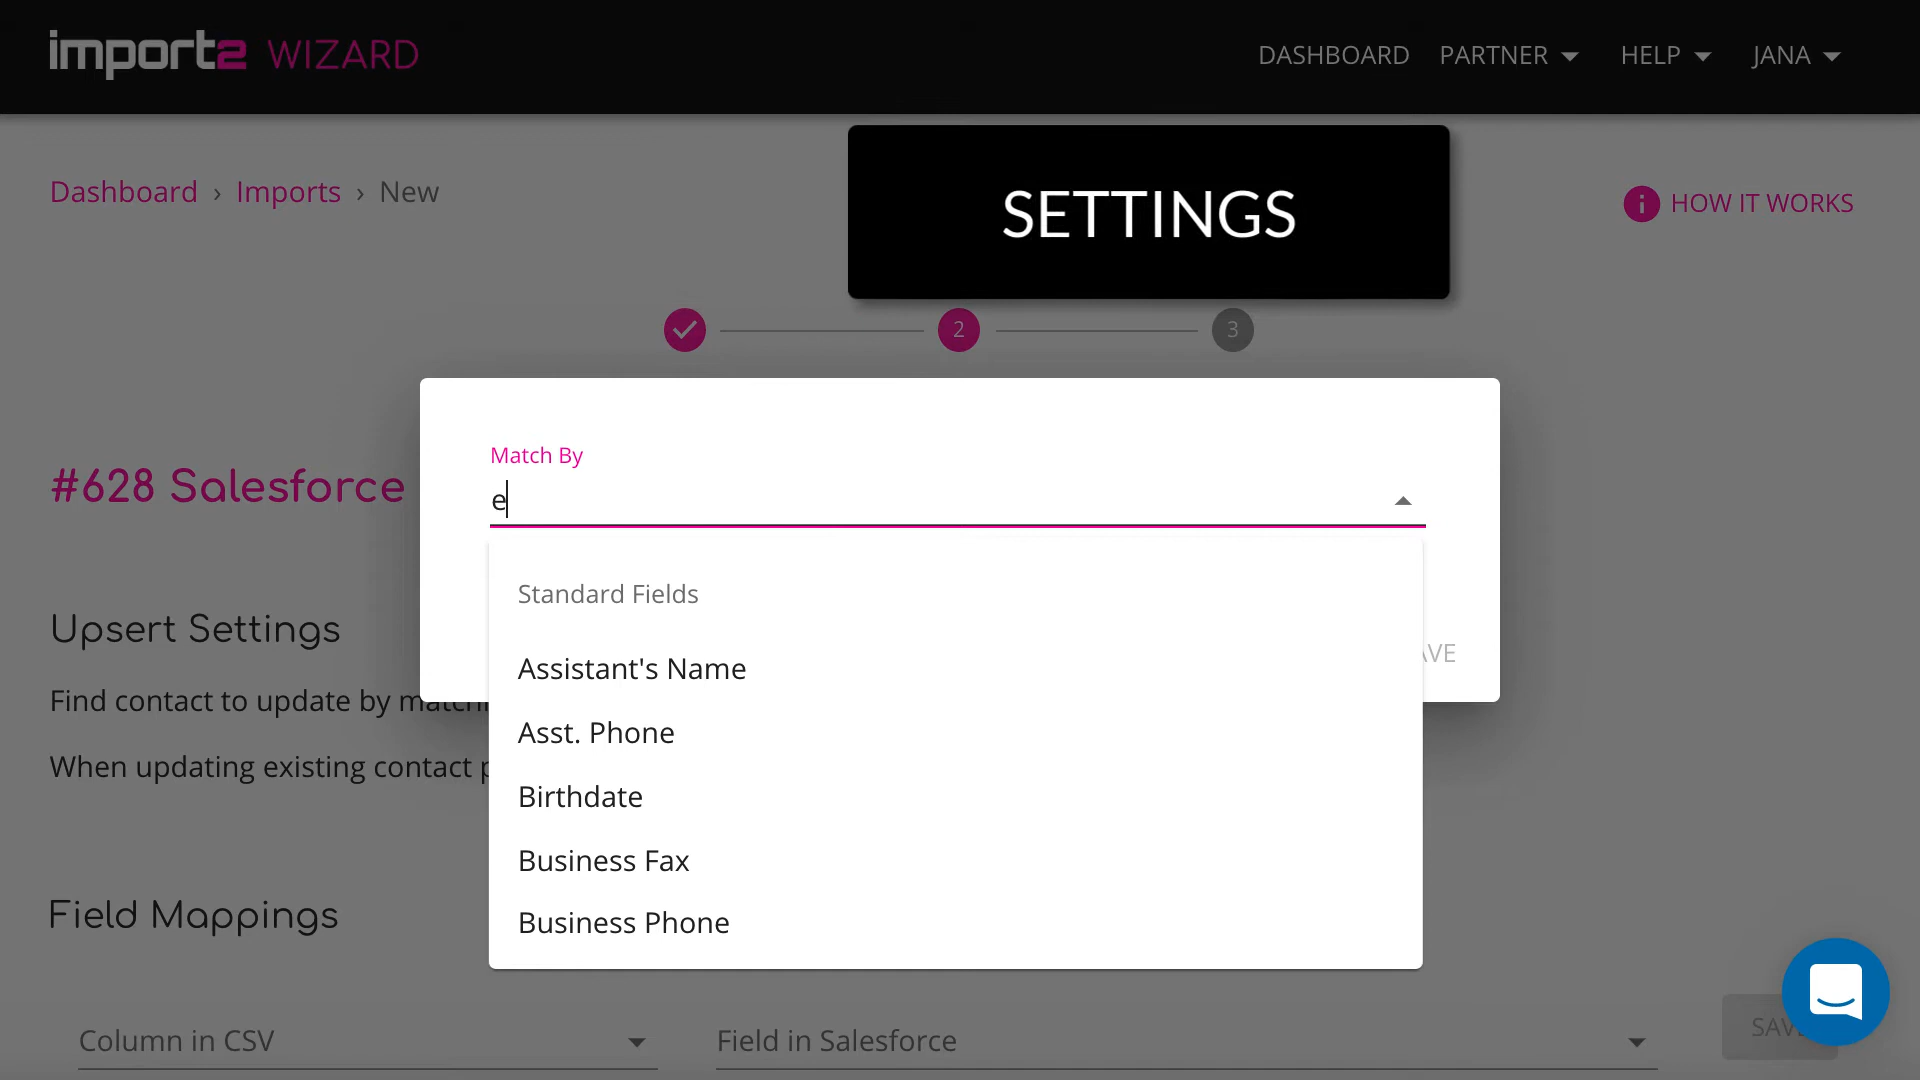 import2 WIZARD
DASHBOARD PARTNER HELP JANA
SETTINGS
Dashboard › Imports › New
HOW IT WORKS
2
3
Match By
#628 Salesforce
e
Standard Fields
Upsert Settings
AVE
Assistant's Name
Find contact to update by
Asst. Phone
When updating existing contact
Birthdate
Business Fax
Field Mappings
Business Phone
Column in CSV
Field in Salesforce
SAVE